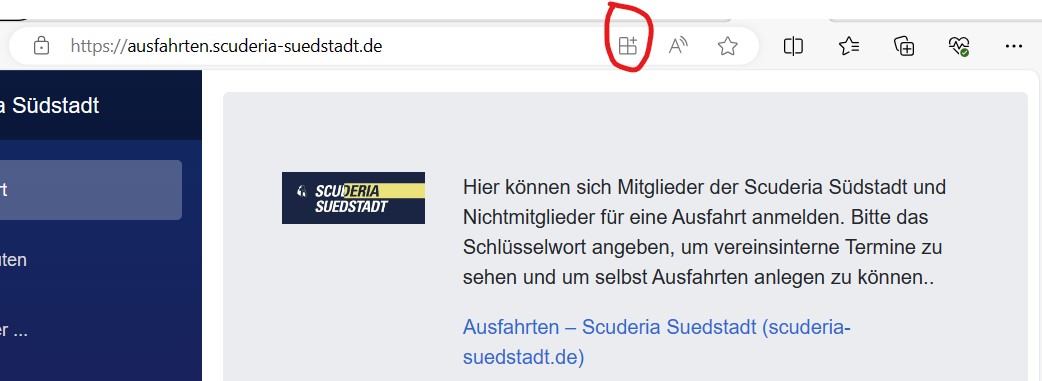 https://ausfahrten.scuderia-suedstadt.de
a Südstadt
rt
uten
er ...
SCUDERIA
SUEDSTADT
Hier können sich Mitglieder der Scuderia Südstadt und
Nichtmitglieder für eine Ausfahrt anmelden. Bitte das
Schlüsselwort angeben, um vereinsinterne Termine zu
sehen und um selbst Ausfahrten anlegen zu können..
Ausfahrten – Scuderia Suedstadt (scuderia-
suedstadt.de)